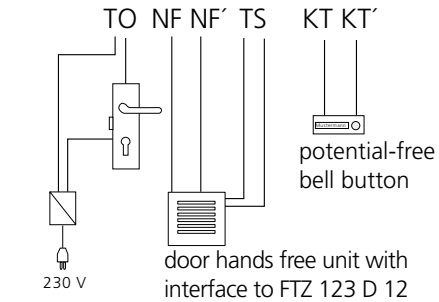 TO NF NF´ TS KT KT´
Mustermann
potential-free
bell button
door hands free unit with
interface to FTZ 123 D 12
230 V